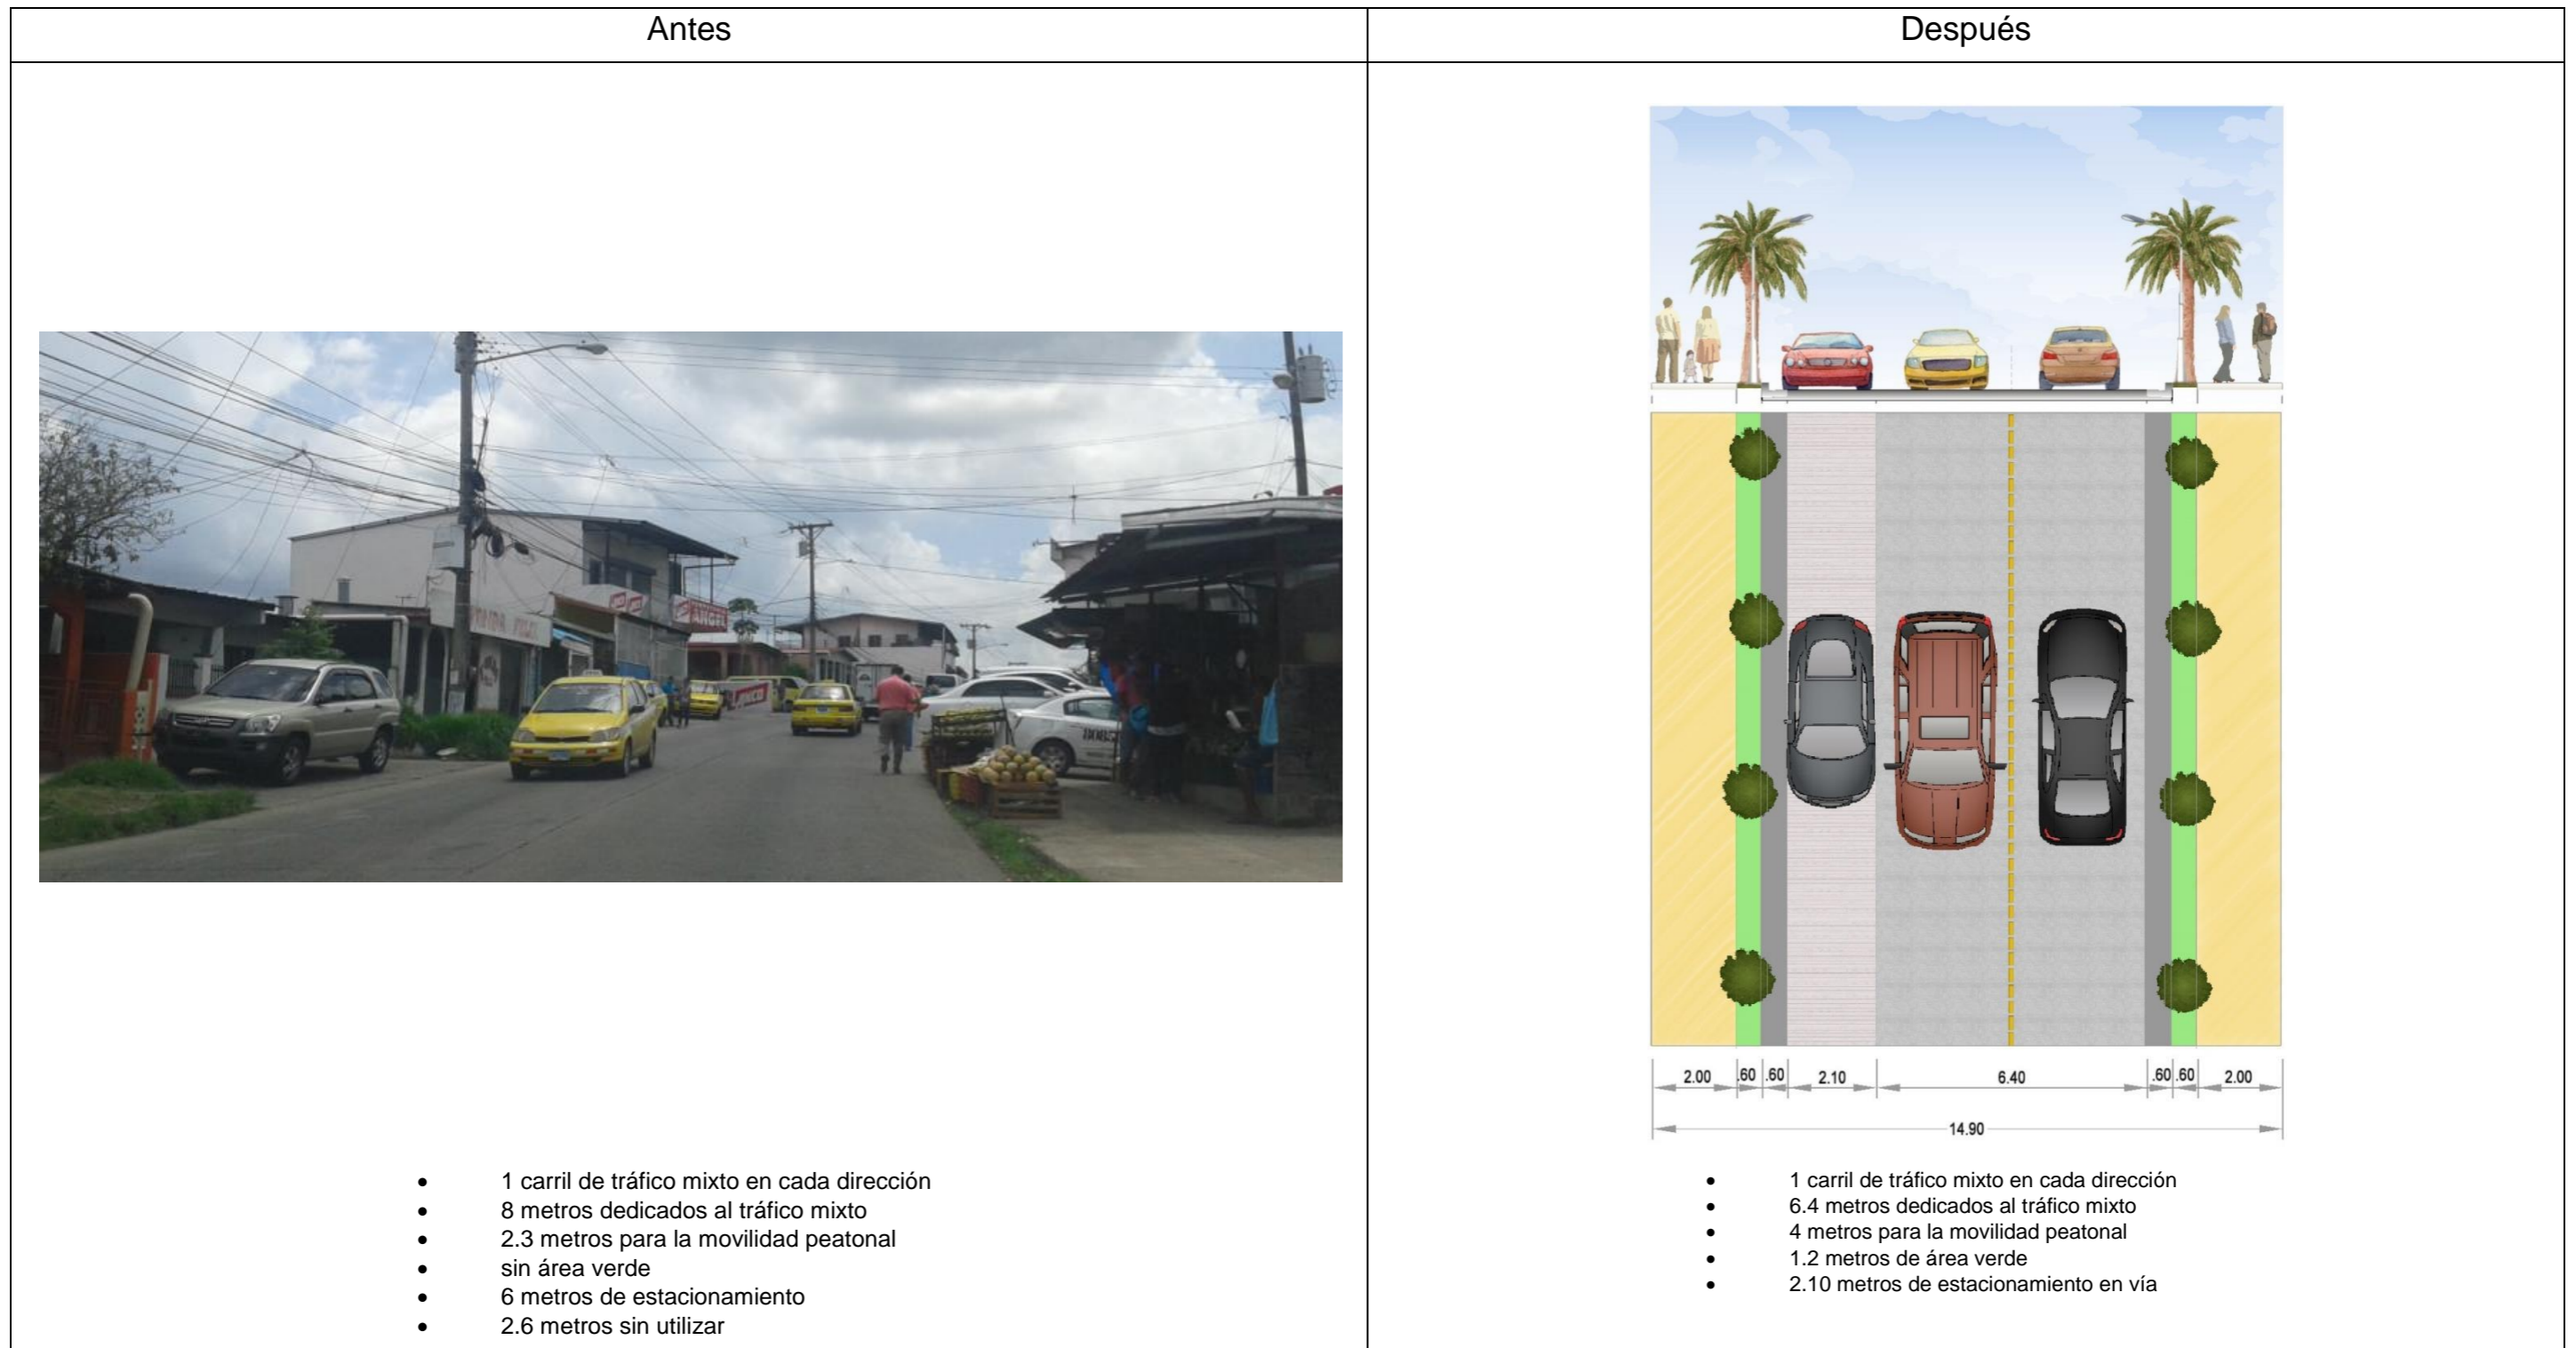 Antes
Después
ANGEL
2.00 .60 .60 2.10 6.40 .60 .60 2.00
14.90
• 1 carril de tráfico mixto en cada dirección
• 8 metros dedicados al tráfico mixto
• 2.3 metros para la movilidad peatonal
• sin área verde
• 6 metros de estacionamiento
• 2.6 metros sin utilizar
• 1 carril de tráfico mixto en cada dirección
• 6.4 metros dedicados al tráfico mixto
• 4 metros para la movilidad peatonal
• 1.2 metros de área verde
• 2.10 metros de estacionamiento en vía